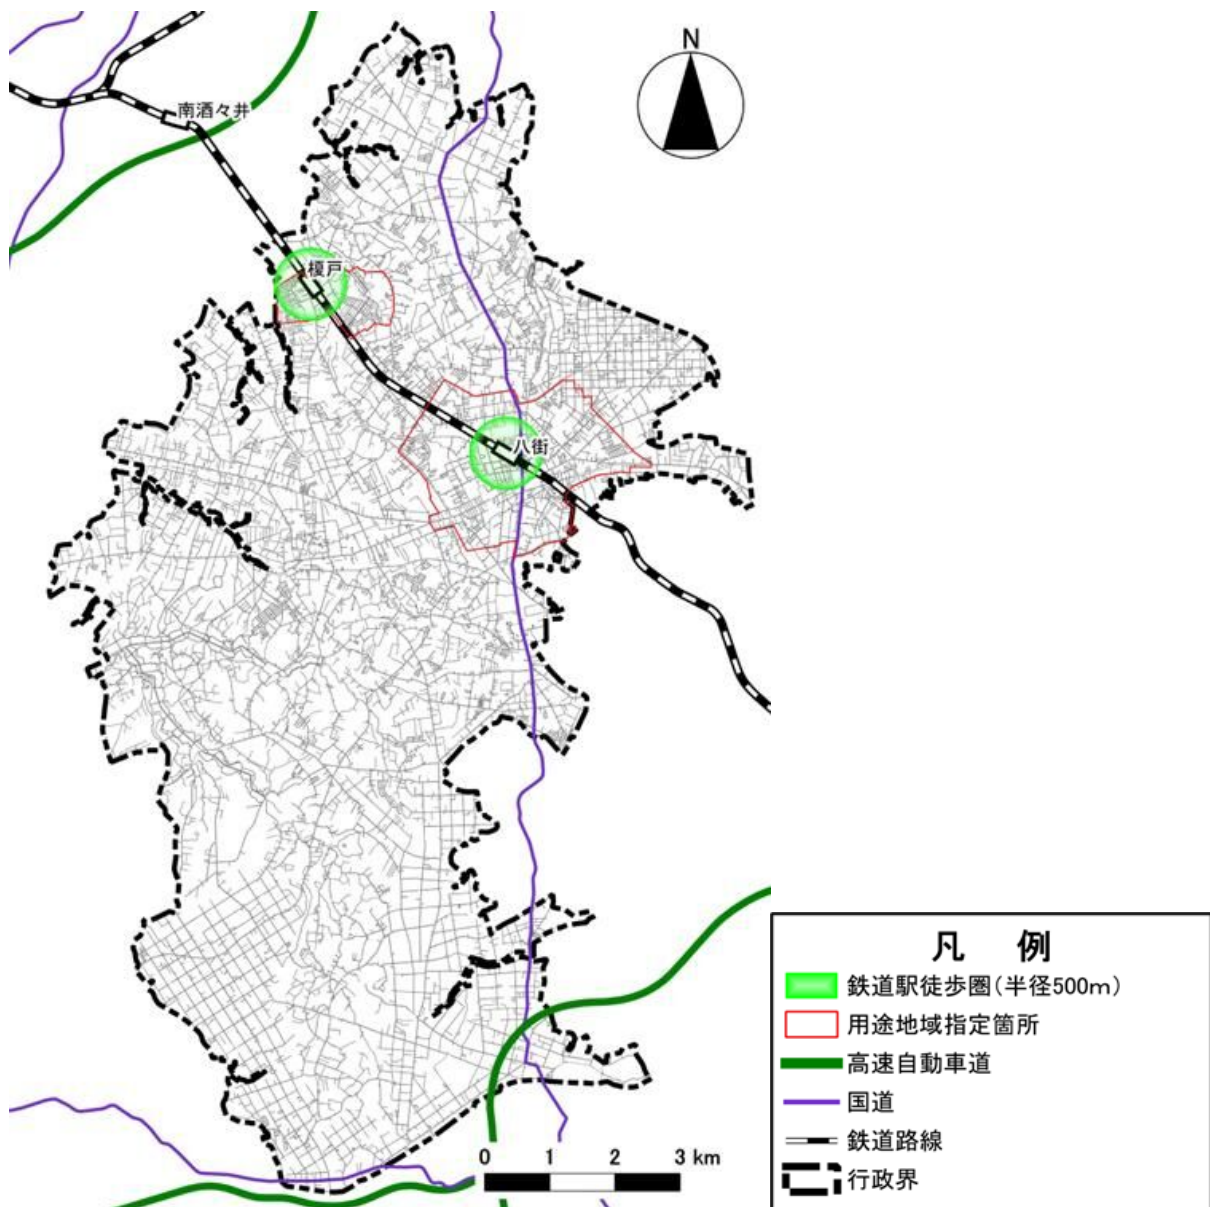 N
南酒々井
榎戸
八街
0 1 2 3 km
凡 例
鉄道駅徒歩圏(半径500m)
用途地域指定箇所
高速自動車道
国道
鉄道路線
行政界